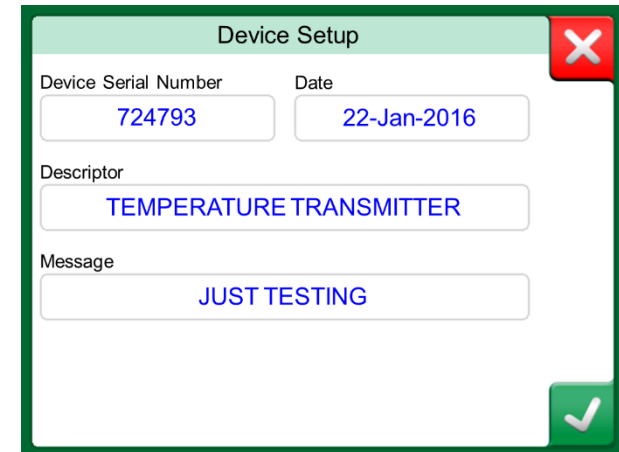 Device Setup
Device Serial Number Date
724793 22-Jan-2016
Descriptor
TEMPERATURE TRANSMITTER
Message
JUST TESTING